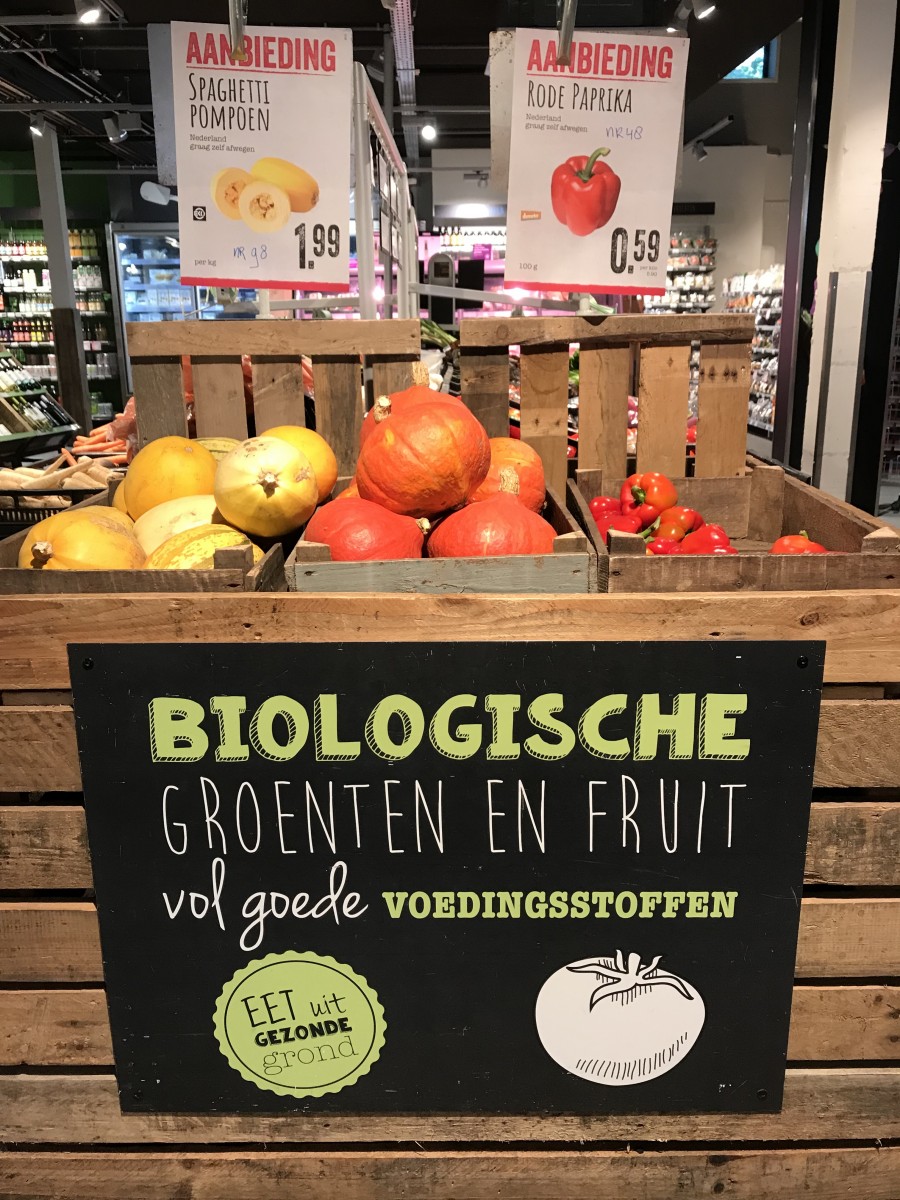 AANBIEDING
SPAGHETTI
POMPOEN
Nederland
graag zelf afwegen
nr 98
per kg
1.99
AANBIEDING
RODE PAPRIKA
Nederland
graag zelf afwegen
nr 48
demeter
100 g
0.59
BIOLOGISCHE
GROENTEN EN FRUIT
vol goede VOEDINGSSTOFFEN
EET uit
GEZONDE
grond